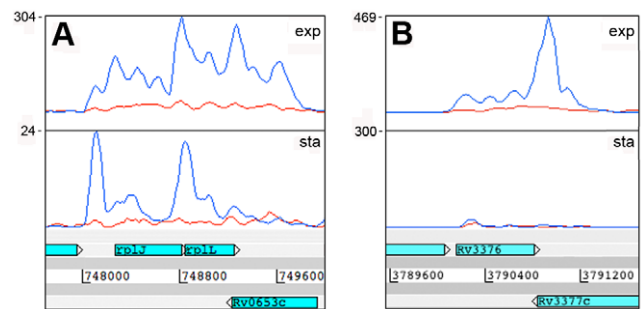 A
304
exp
24
sta
rplJ
rplL
748000
748800
749600
Rv0653c
B
469
exp
300
sta
Rv3376
3789600
3790400
3791200
Rv3377c